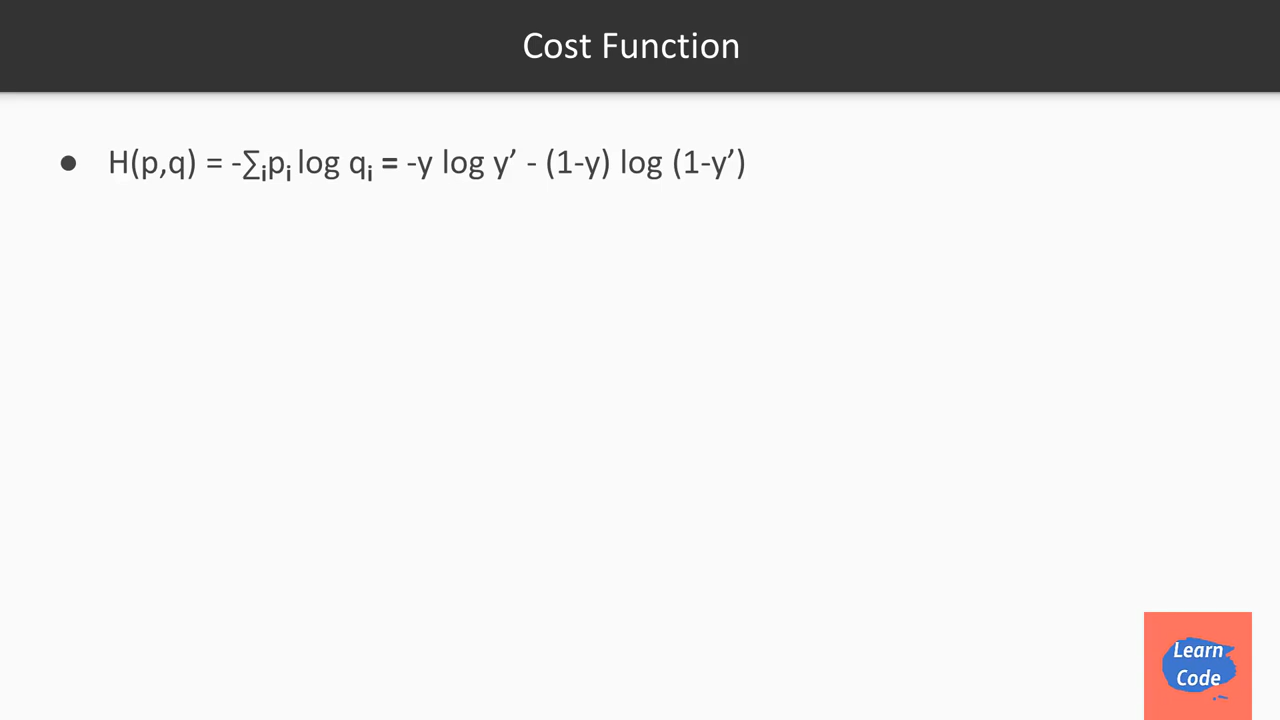 Cost Function
● H(p,q) = -∑ᵢpᵢ log qᵢ = -y log y’ - (1-y) log (1-y’)
Learn
Code